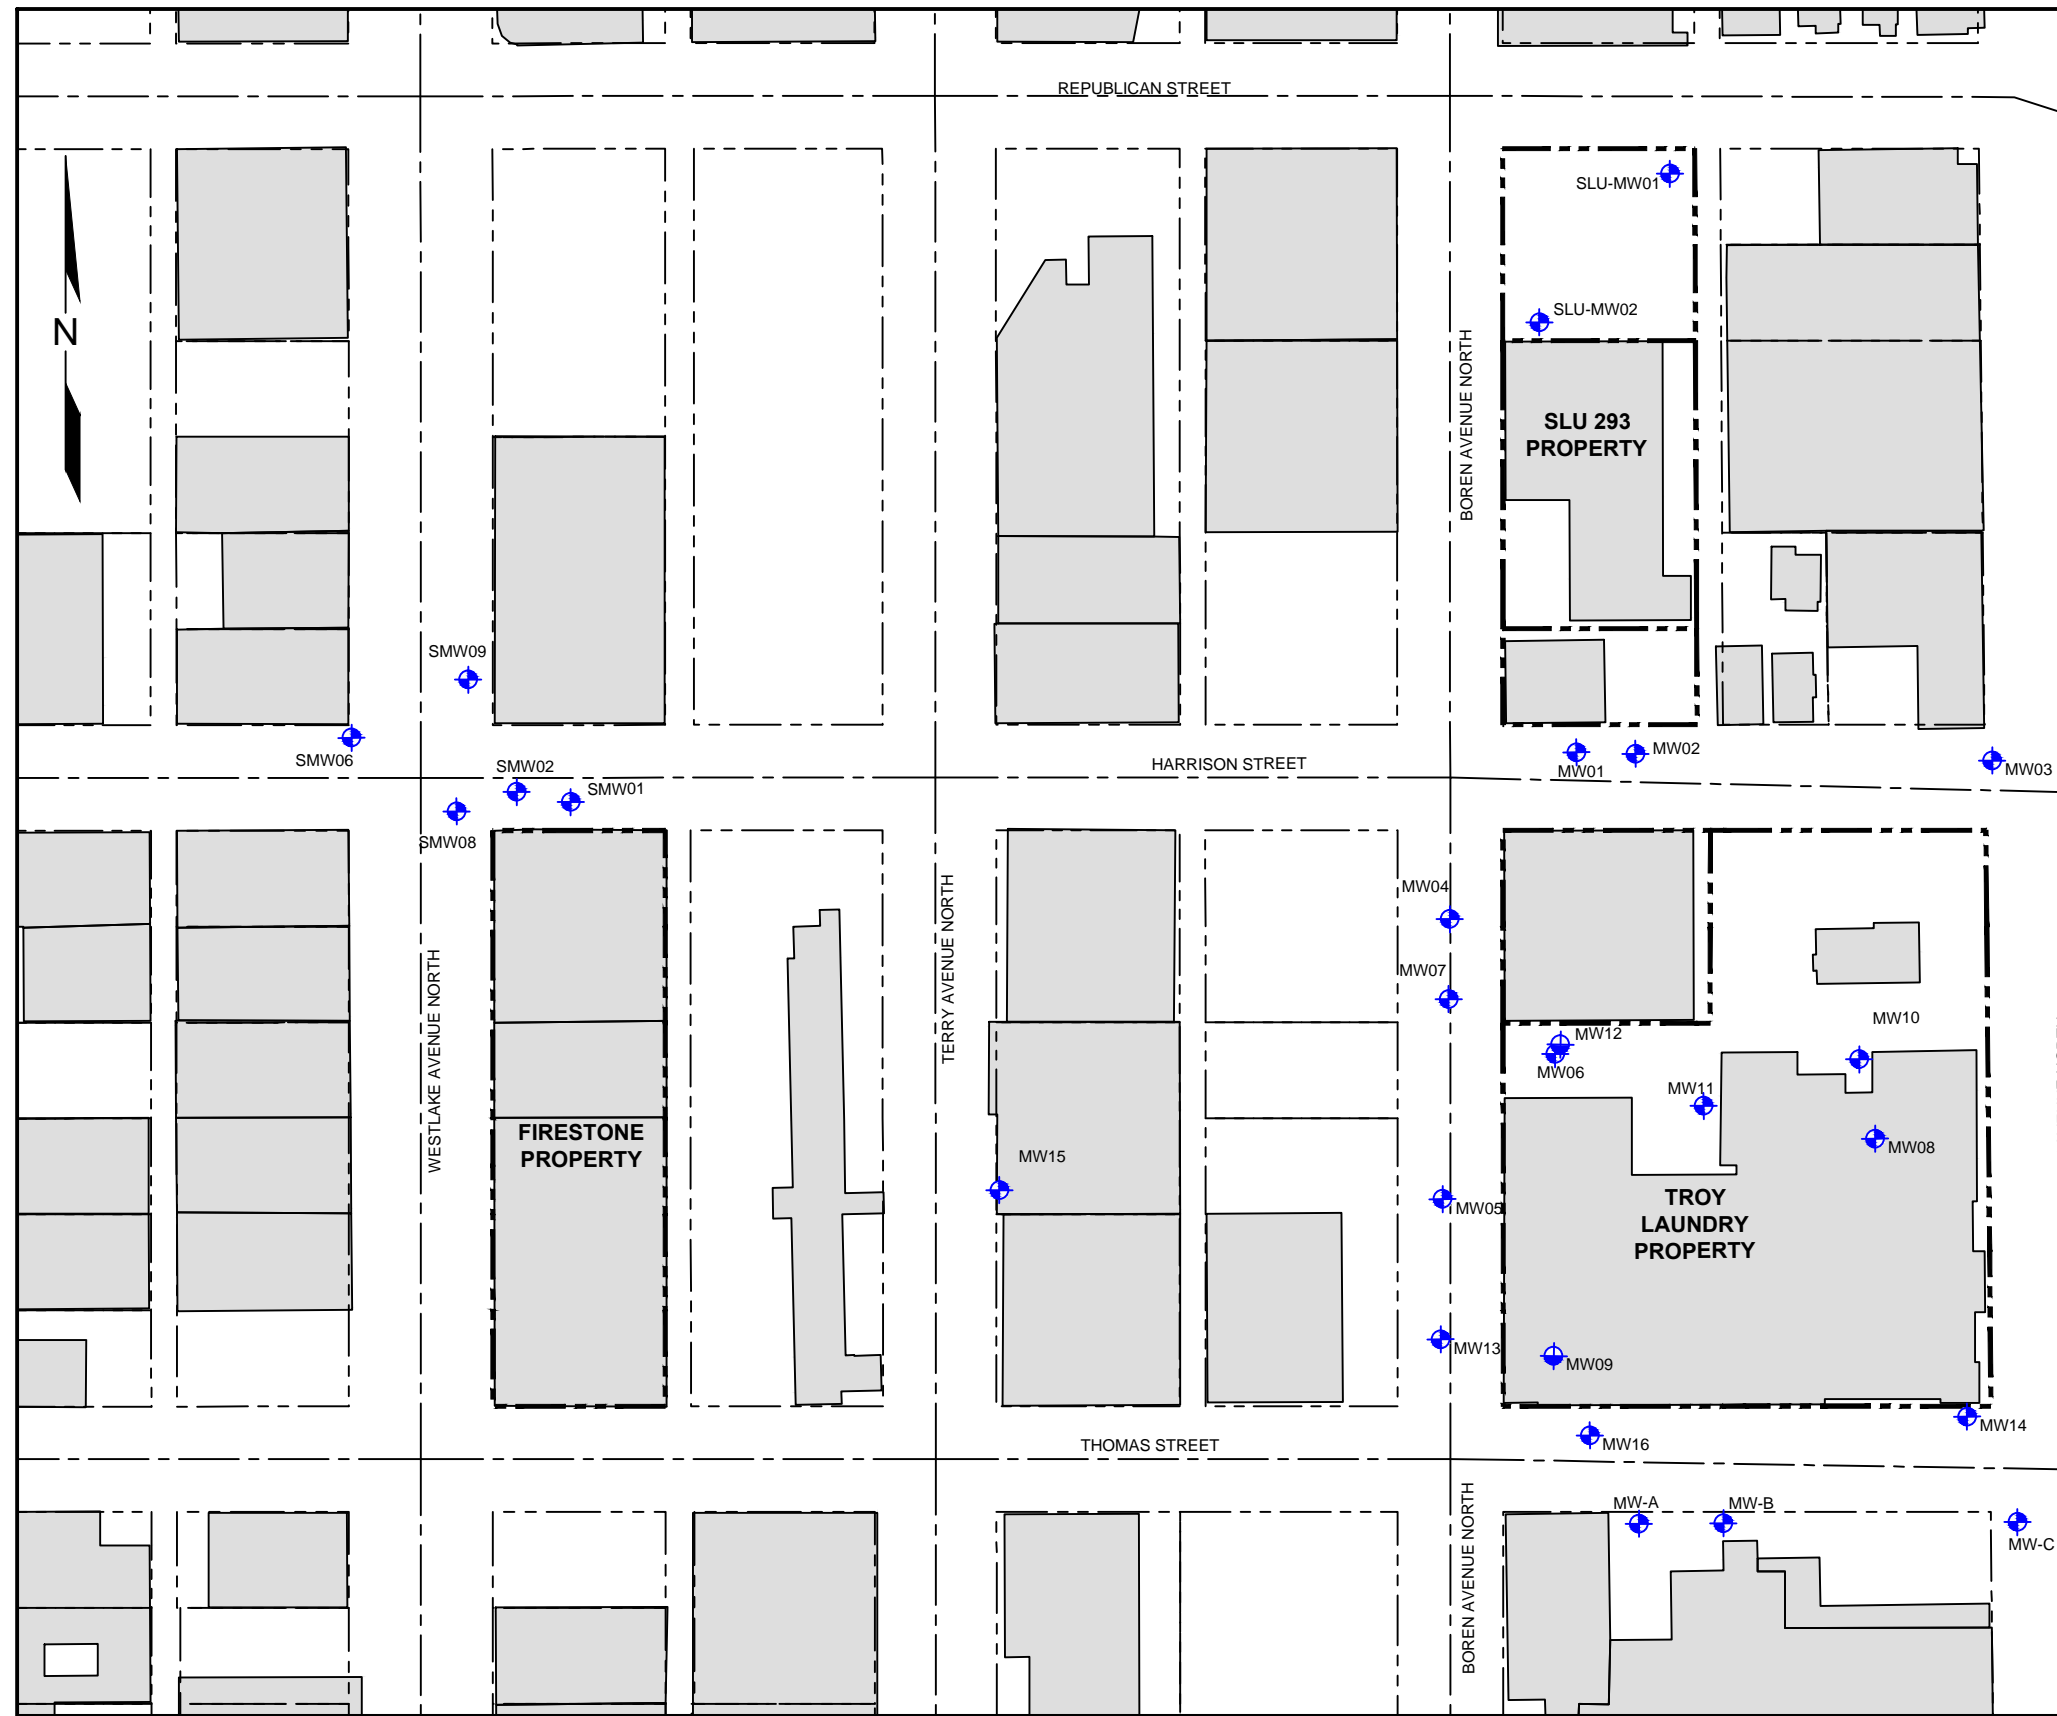 REPUBLICAN STREET
SLU-MW01
N
SLU-MW02
BOREN AVENUE NORTH
SLU 293
PROPERTY
SMW09
SMW06
SMW02
SMW01
SMW08
HARRISON STREET
MW01
MW02
MW03
WESTLAKE AVENUE NORTH
TERRY AVENUE NORTH
MW04
MW07
MW12
MW06
MW10
MW11
MW08
FIRESTONE
PROPERTY
MW15
MW05
TROY
LAUNDRY
PROPERTY
MW13
MW09
MW14
MW16
THOMAS STREET
BOREN AVENUE NORTH
MW-A
MW-B
MW-C